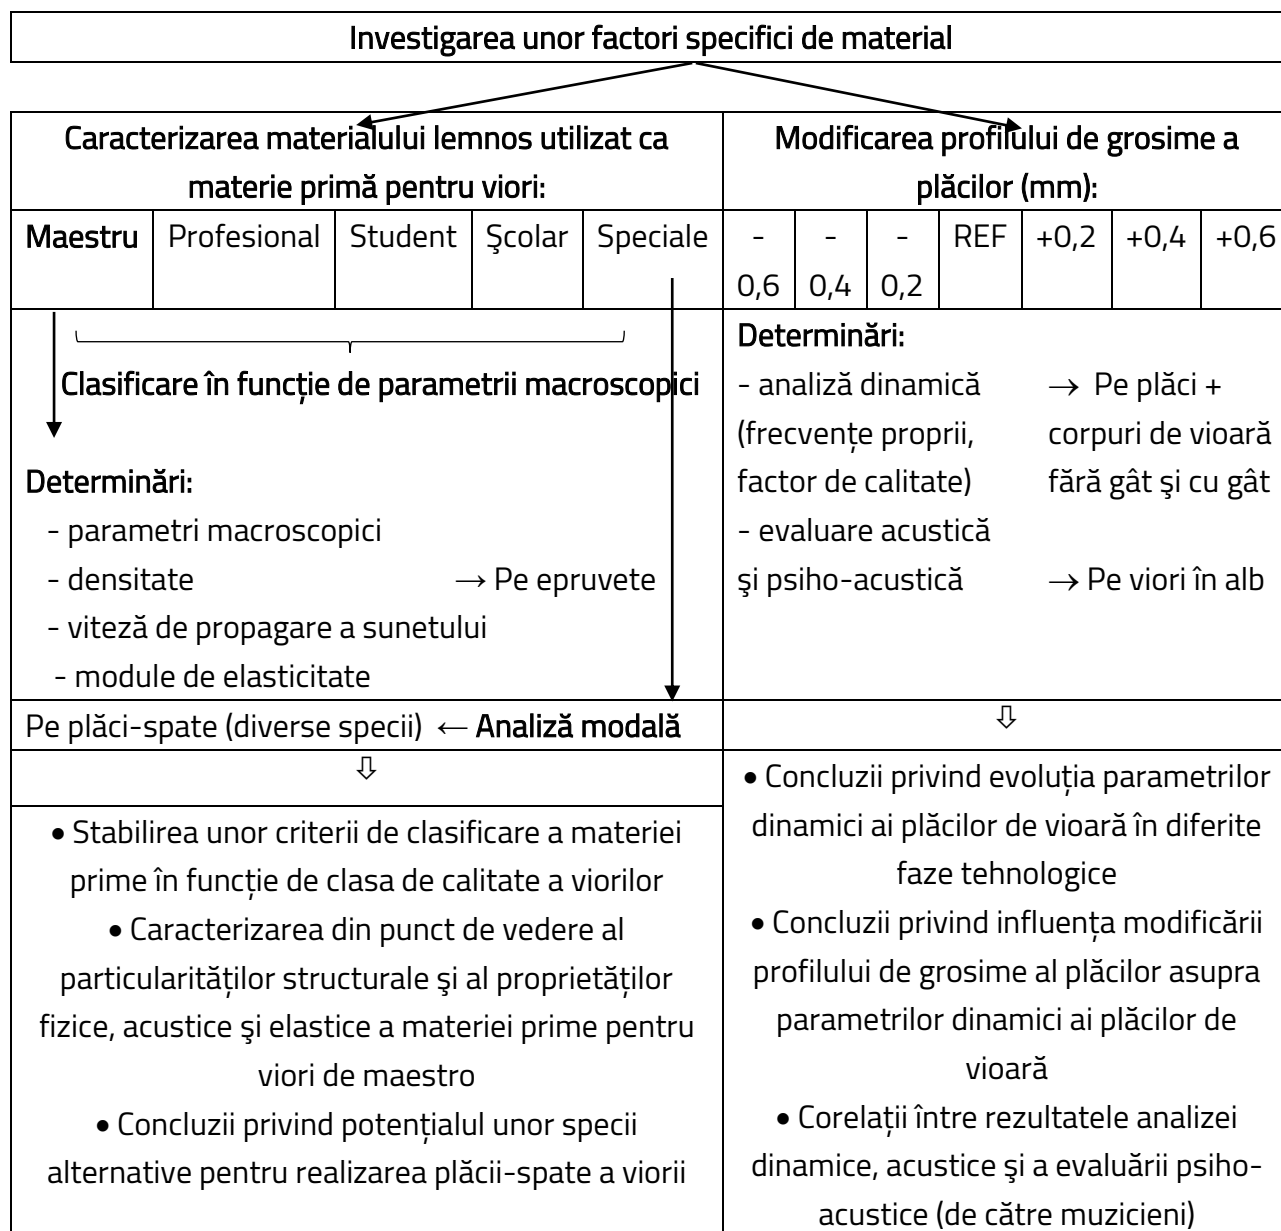 Investigarea unor factori specifici de material
Caracterizarea materialului lemnos utilizat ca
materie primă pentru viori:
Maestru Profesional Student Şcolar Speciale
Clasificare în funcție de parametrii macroscopici
Determinări:
- parametri macroscopici
- densitate → Pe epruvete
- viteză de propagare a sunetului
- module de elasticitate
Pe plăci-spate (diverse specii) ← Analiză modală
⇩
• Stabilirea unor criterii de clasificare a materiei
prime în funcție de clasa de calitate a viorilor
• Caracterizarea din punct de vedere al
particularităților structurale şi al proprietăților
fizice, acustice şi elastice a materiei prime pentru
viori de maestro
• Concluzii privind potențialul unor specii
alternative pentru realizarea plăcii-spate a viorii
Modificarea profilului de grosime a
plăcilor (mm):
- - - REF +0,2 +0,4 +0,6
0,6 0,4 0,2
Determinări:
- analiză dinamică → Pe plăci +
(frecvențe proprii, corpuri de vioară
factor de calitate) fără gât şi cu gât
- evaluare acustică
şi psiho-acustică → Pe viori în alb
⇩
• Concluzii privind evoluția parametrilor
dinamici ai plăcilor de vioară în diferite
faze tehnologice
• Concluzii privind influența modificării
profilului de grosime al plăcilor asupra
parametrilor dinamici ai plăcilor de
vioară
• Corelații între rezultatele analizei
dinamice, acustice şi a evaluării psiho-
acustice (de către muzicieni)